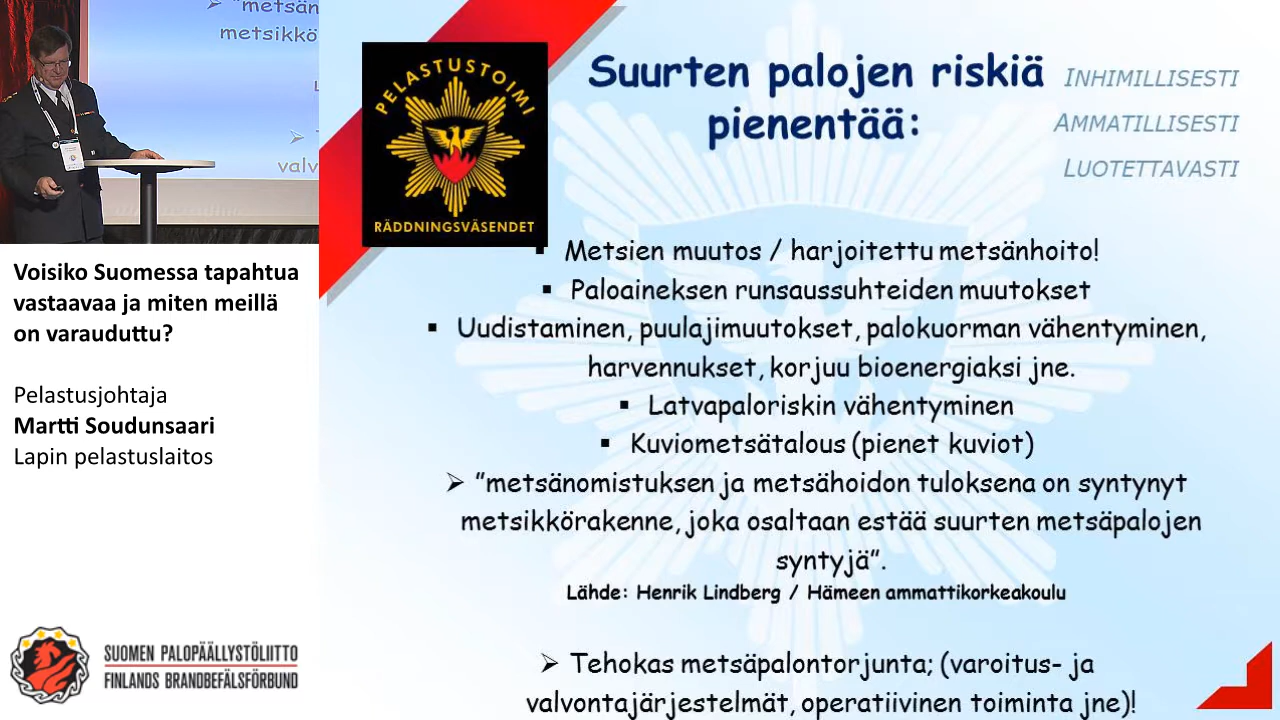 "metsän
metsikkö
valv
Voisiko Suomessa tapahtua
vastaavaa ja miten meillä
on varauduttu?
Pelastusjohtaja
Martti Soudunsaari
Lapin pelastuslaitos
SUOMEN PALOPÄÄLLYSTÖLIITTO
FINLANDS BRANDBEFÄLSFÖRBUND
PELASTUSTOIMI
RÄDDNINGSVÄSENDET
Suurten palojen riskiä
pienentää:
INHIMILLISESTI
AMMATILLISESTI
LUOTETTAVASTI
▪ Metsien muutos / harjoitettu metsänhoito!
▪ Paloaineksen runsaussuhteiden muutokset
▪ Uudistaminen, puulajimuutokset, palokuorman vähentyminen,
harvennukset, korjuu bioenergiaksi jne.
▪ Latvapaloriskin vähentyminen
▪ Kuviometsätalous (pienet kuviot)
➢ "metsänomistuksen ja metsähoidon tuloksena on syntynyt
metsikkörakenne, joka osaltaan estää suurten metsäpalojen
syntyjä".
Lähde: Henrik Lindberg / Hämeen ammattikorkeakoulu
➢ Tehokas metsäpalontorjunta; (varoitus- ja
valvontajärjestelmät, operatiivinen toiminta jne)!